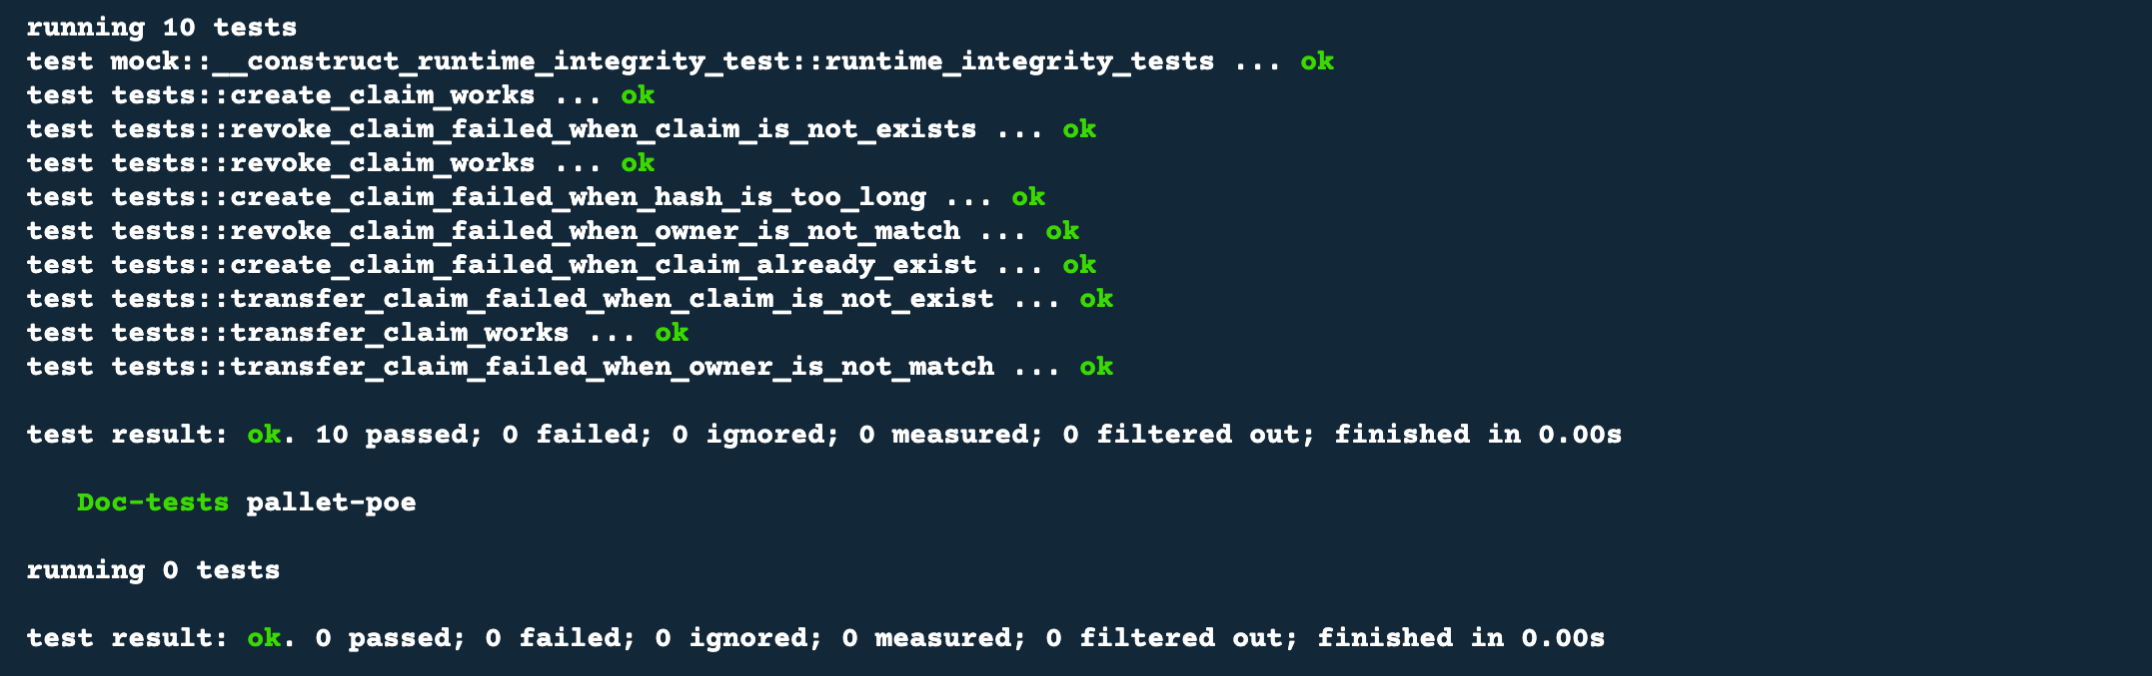 running 10 tests
test mock::__construct_runtime_integrity_test::runtime_integrity_tests ... ok
test tests::create_claim_works ... ok
test tests::revoke_claim_failed_when_claim_is_not_exists ... ok
test tests::revoke_claim_works ... ok
test tests::create_claim_failed_when_hash_is_too_long ... ok
test tests::revoke_claim_failed_when_owner_is_not_match ... ok
test tests::create_claim_failed_when_claim_already_exist ... ok
test tests::transfer_claim_failed_when_claim_is_not_exist ... ok
test tests::transfer_claim_works ... ok
test tests::transfer_claim_failed_when_owner_is_not_match ... ok
test result: ok. 10 passed; 0 failed; 0 ignored; 0 measured; 0 filtered out; finished in 0.00s
Doc-tests pallet-poe
running 0 tests
test result: ok. 0 passed; 0 failed; 0 ignored; 0 measured; 0 filtered out; finished in 0.00s